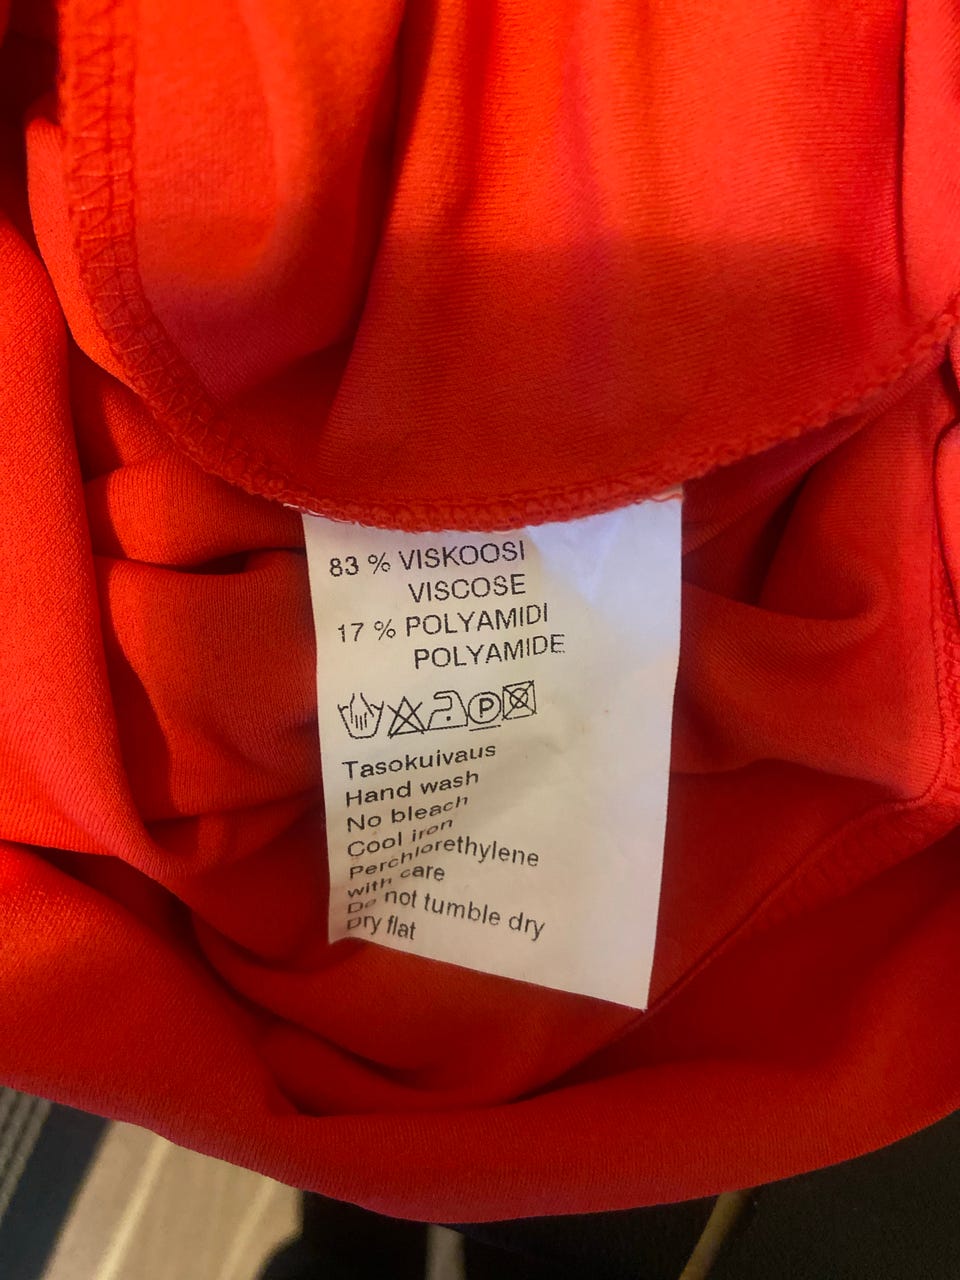 83 % VISKOOSI
VISCOSE
17 % POLYAMIDI
POLYAMIDE
P
Tasokuivaus
Hand wash
No bleach
Cool iron
Perchlorethylene
with care
Do not tumble dry
Dry flat